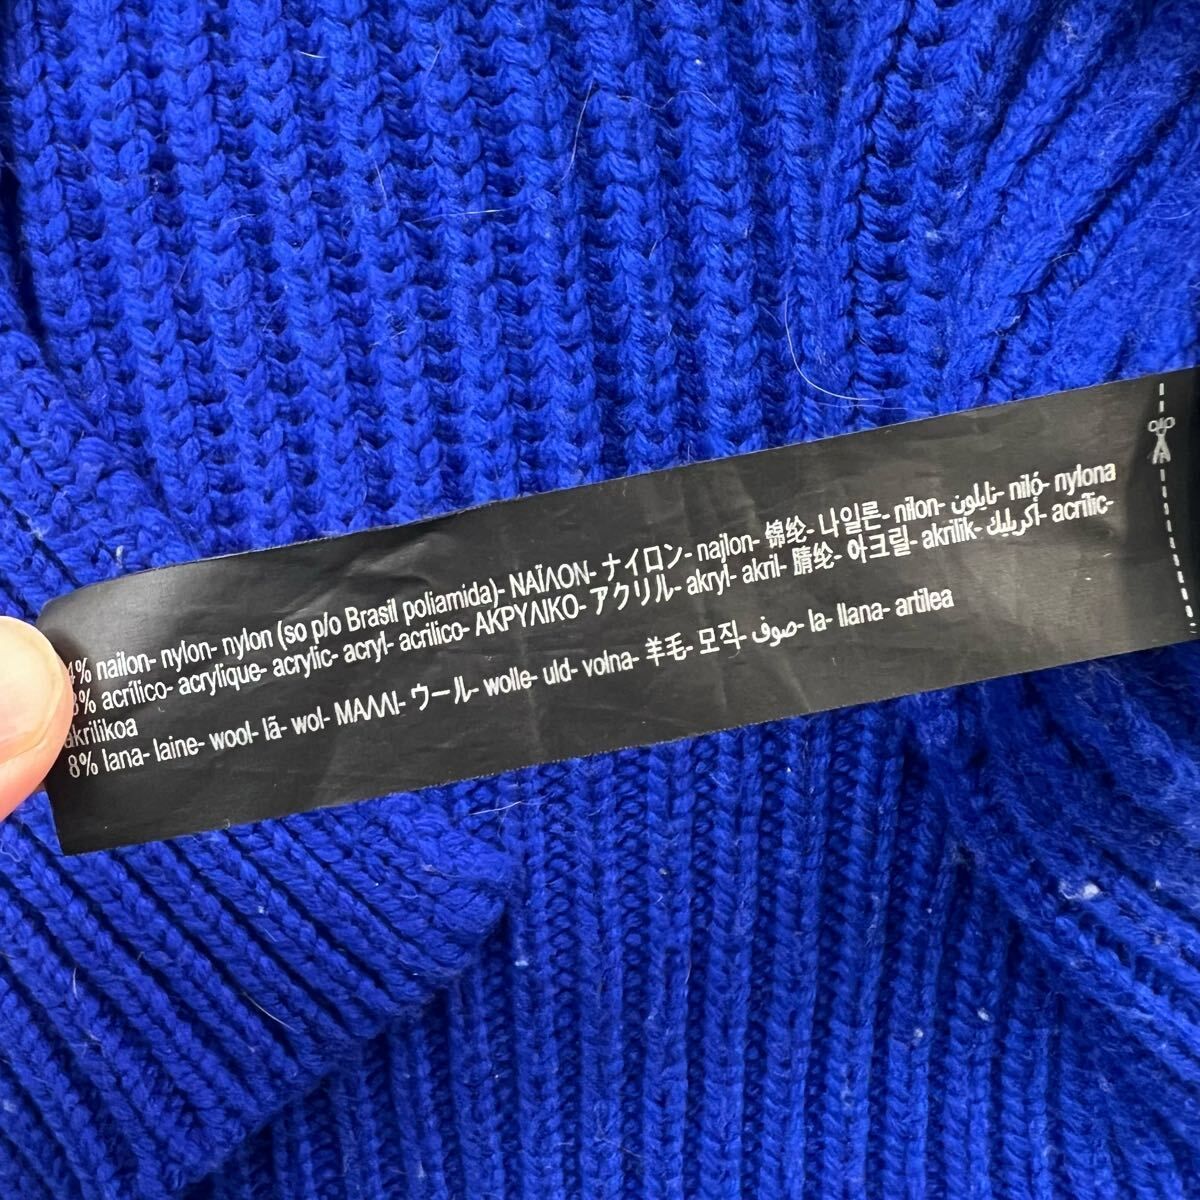 4% nailon- nylon- nylon (so p/o Brasil poliamida)- ΝΑΪΛΟΝ- ナイロン- najlon- 锦纶- 나일론- nilon- نايلون- niló- nylona
3% acrílico- acrylique- acrylic- acryl- acrilico- ΑΚΡΥΛΙΚΟ- アクリル- akryl- akril- 腈纶- 아크릴- akrilik- أكريليك- acrílic-
akrilikoa
8% lana- laine- wool- lã- wol- ΜΑΛΛΙ- ウール- wolle- uld- volna- 羊毛- 모직- صوف- la- llana- artilea